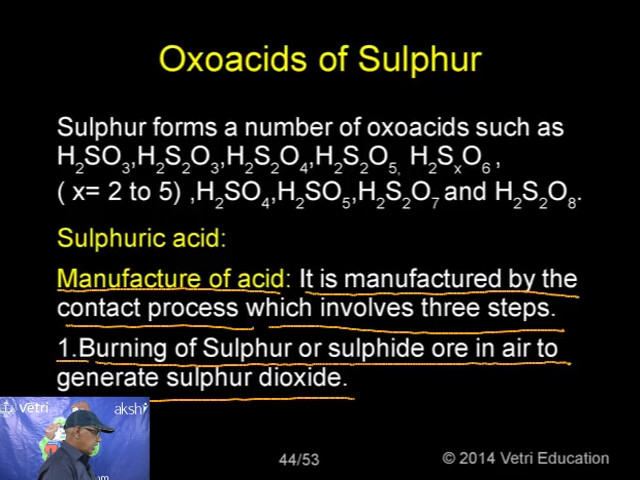 Oxoacids of Sulphur
Sulphur forms a number of oxoacids such as
H₂SO₃,H₂S₂O₃,H₂S₂O₄,H₂S₂O₅, H₂SₓO₆ ,
( x= 2 to 5) ,H₂SO₄,H₂SO₅,H₂S₂O₇ and H₂S₂O₈.
Sulphuric acid:
Manufacture of acid: It is manufactured by the
contact process which involves three steps.
1.Burning of Sulphur or sulphide ore in air to
generate sulphur dioxide.
vetri akshi
om
44/53 © 2014 Vetri Education